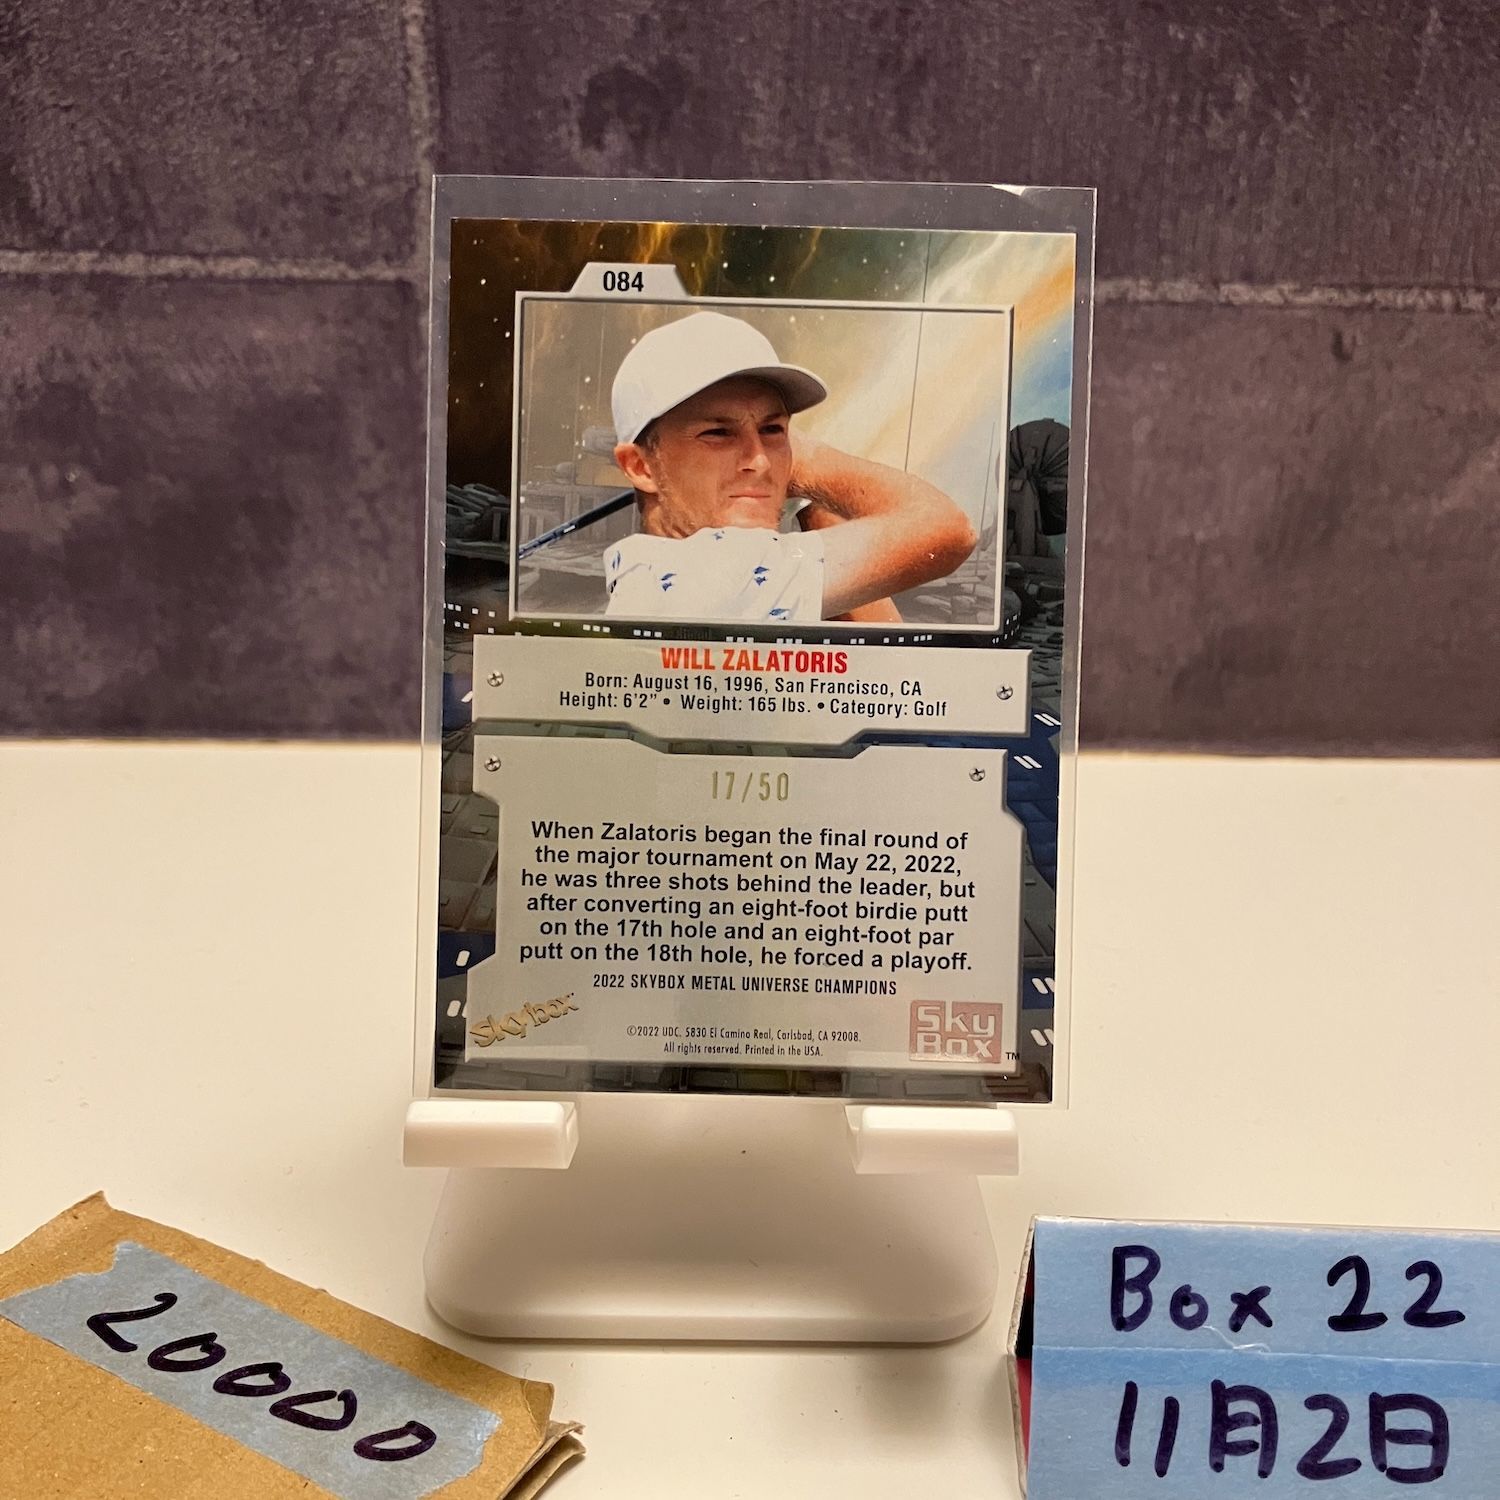 084
WILL ZALATORIS
Born: August 16, 1996, San Francisco, CA
Height: 6'2" • Weight: 165 lbs. • Category: Golf
17/50
When Zalatoris began the final round of
the major tournament on May 22, 2022,
he was three shots behind the leader, but
after converting an eight-foot birdie putt
on the 17th hole and an eight-foot par
putt on the 18th hole, he forced a playoff.
2022 SKYBOX METAL UNIVERSE CHAMPIONS
Skybox
©2022 UDC. 5830 El Camino Real, Carlsbad, CA 92008.
All rights reserved. Printed in the USA.
Sky
Box TM
20000
Box 22
11月2日